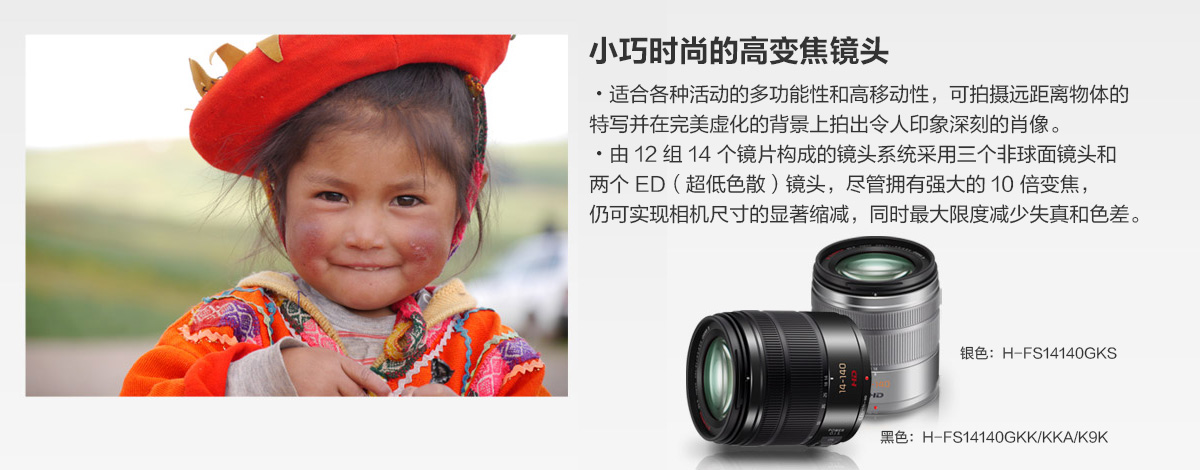 小巧时尚的高变焦镜头
・适合各种活动的多功能性和高移动性，可拍摄远距离物体的
特写并在完美虚化的背景上拍出令人印象深刻的肖像。
・由 12 组 14 个镜片构成的镜头系统采用三个非球面镜头和
两个 ED（超低色散）镜头，尽管拥有强大的 10 倍变焦，
仍可实现相机尺寸的显著缩减，同时最大限度减少失真和色差。
银色：H-FS14140GKS
14-140
HD
POWER
O.I.S.
黑色：H-FS14140GKK/KKA/K9K